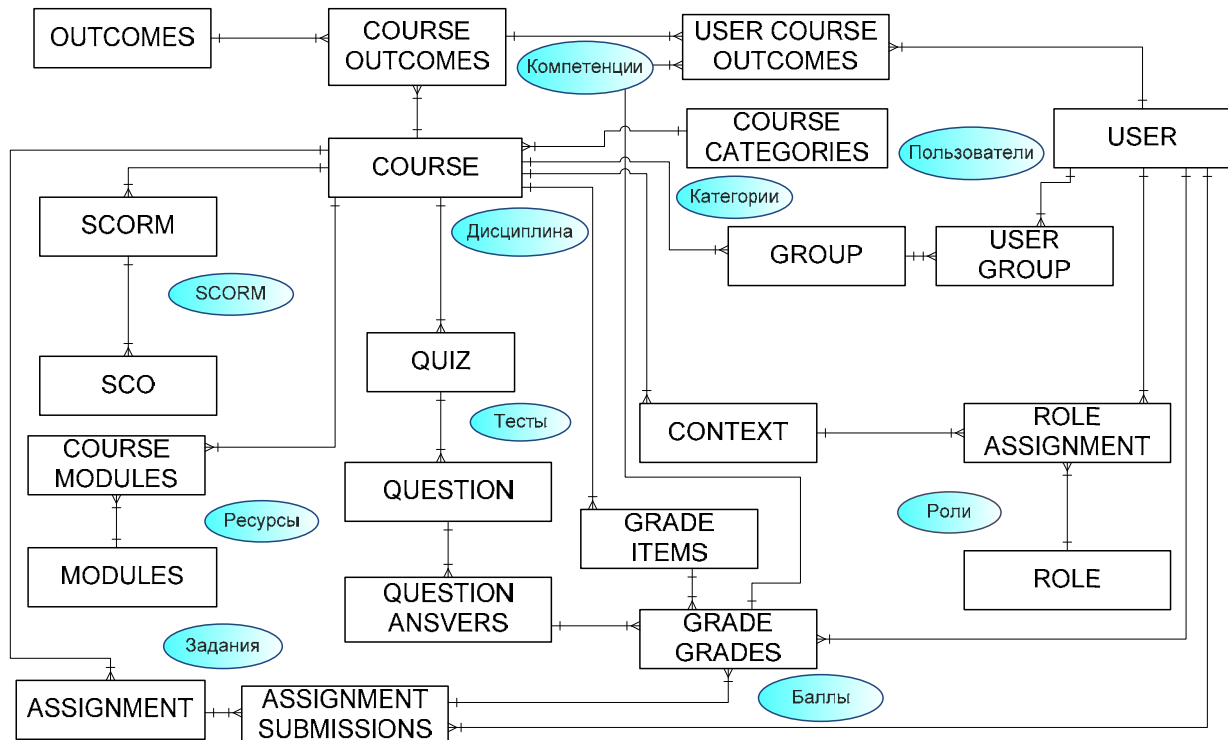 OUTCOMES
COURSE
OUTCOMES
USER COURSE
OUTCOMES
Компетенции
COURSE
CATEGORIES
USER
Пользователи
COURSE
Категории
SCORM
Дисциплина
GROUP
USER
GROUP
SCORM
QUIZ
SCO
Тесты
CONTEXT
ROLE
ASSIGNMENT
COURSE
MODULES
QUESTION
Ресурсы
GRADE
ITEMS
Роли
MODULES
QUESTION
ANSVERS
ROLE
Задания
GRADE
GRADES
ASSIGNMENT
ASSIGNMENT
SUBMISSIONS
Баллы